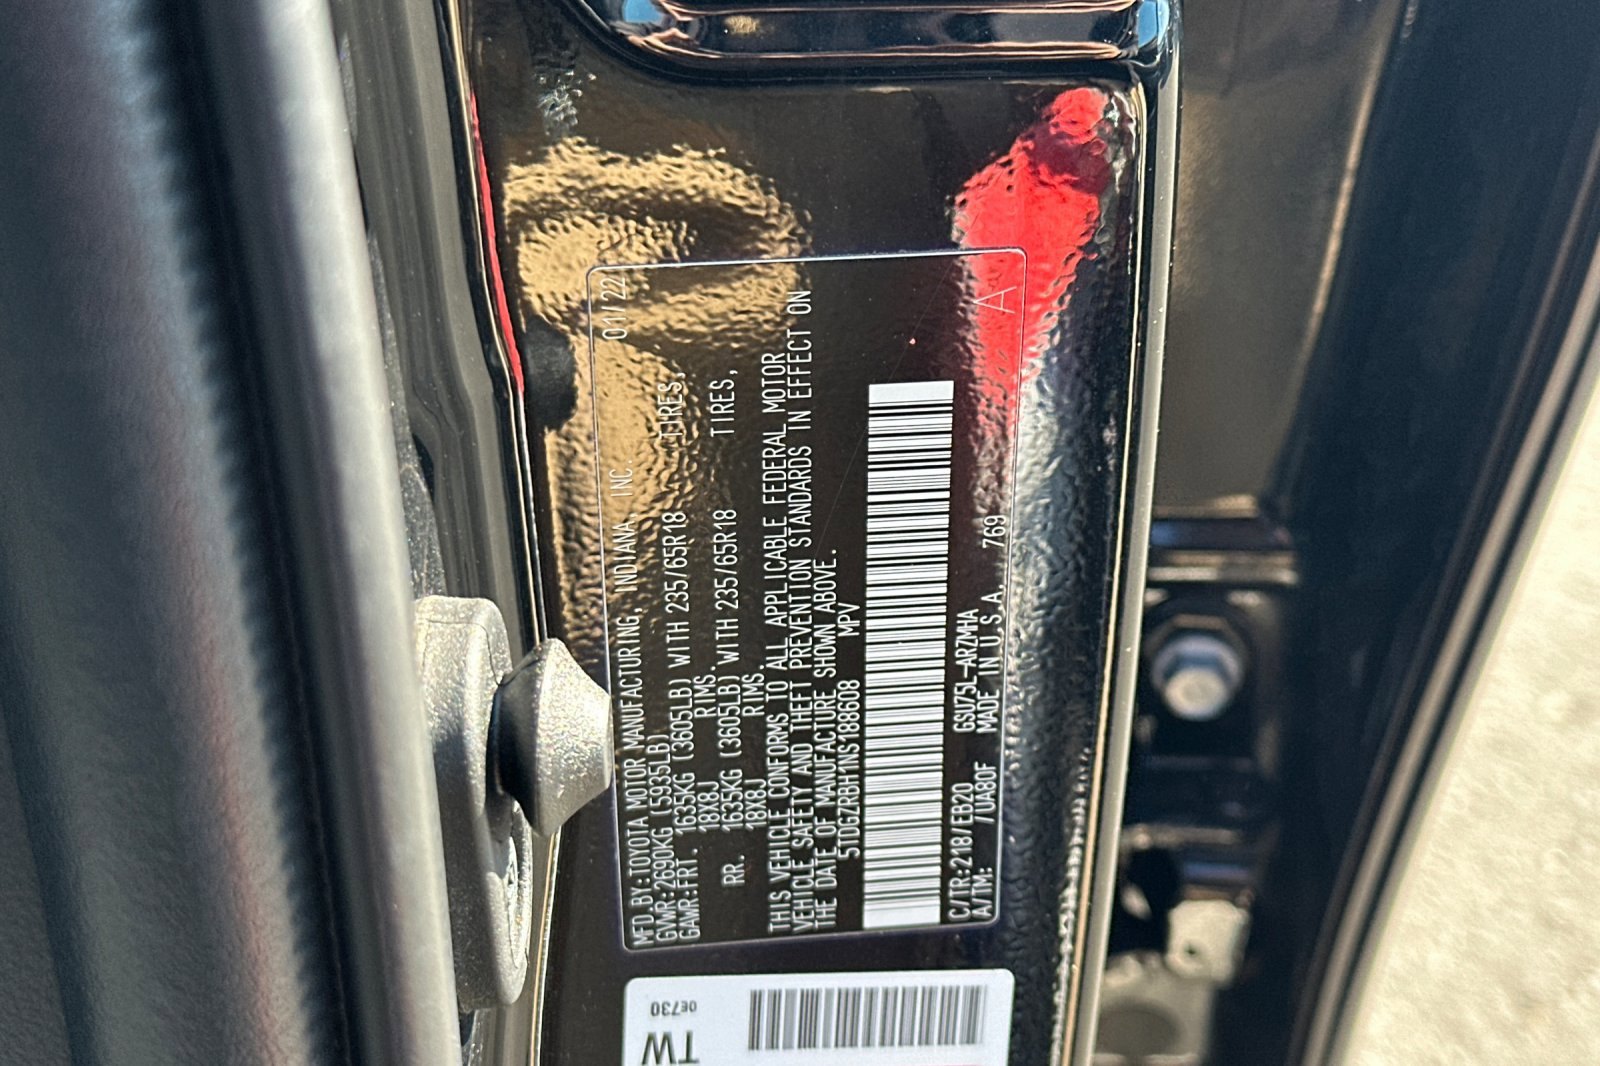 MFD.BY:TOYOTA MOTOR MANUFACTURING, INDIANA, INC. 01/22
GVWR:2690KG (5935LB)
GAWR:FRT. 1635KG (3605LB) WITH 235/65R18 TIRES,
18X8J RIMS.
RR. 1635KG (3605LB) WITH 235/65R18 TIRES,
18X8J RIMS.
THIS VEHICLE CONFORMS TO ALL APPLICABLE FEDERAL MOTOR
VEHICLE SAFETY AND THEFT PREVENTION STANDARDS IN EFFECT ON
THE DATE OF MANUFACTURE SHOWN ABOVE.
5TDGZRBH1NS188608 MPV
C/TR:218/EB20 GSU75L-ARZMHA
A/TM: /UA80F MADE IN U.S.A. 769 A
0E730
TW